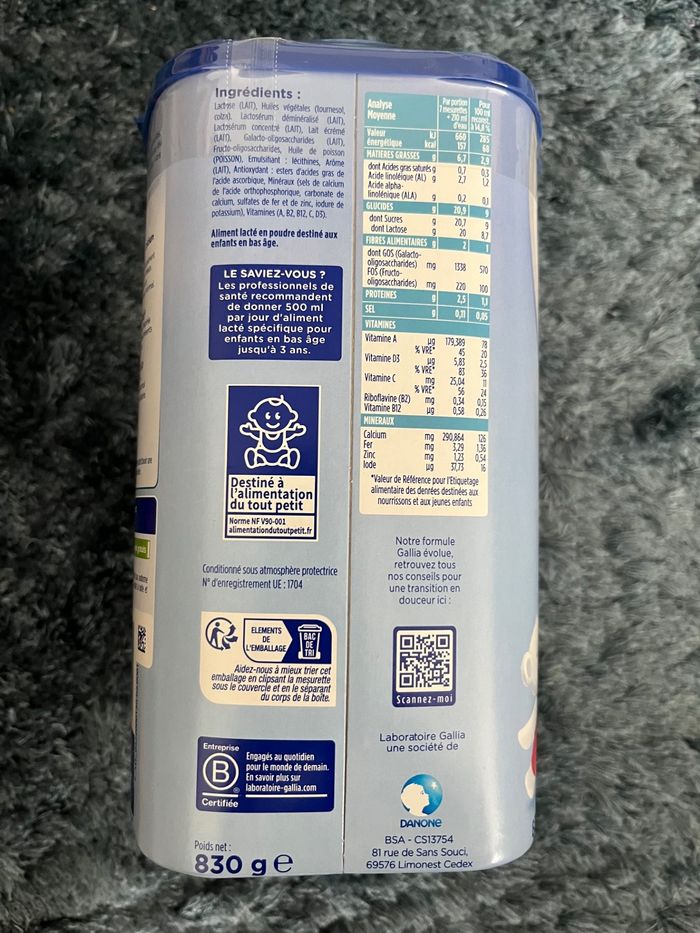 Ingrédients :
Lactose (LAIT), Huiles végétales (tournesol,
colza), Lactosérum déminéralisé (LAIT),
Lactosérum concentré (LAIT), Lait écrémé
(LAIT), Galacto-oligosaccharides (LAIT),
Fructo-oligosaccharides, Huile de poisson
(POISSON), Emulsifiant : lécithines, Arôme
(LAIT), Antioxydant : esters d'acides gras de
l'acide ascorbique, Minéraux (sels de calcium
de l'acide orthophosphorique, carbonate de
calcium, sulfates de fer et de zinc, iodure de
potassium), Vitamines (A, B2, B12, C, D3).
Aliment lacté en poudre destiné aux
enfants en bas âge.
LE SAVIEZ-VOUS ?
Les professionnels de
santé recommandent
de donner 500 ml
par jour d'aliment
lacté spécifique pour
enfants en bas âge
jusqu'à 3 ans.
Destiné à
l'alimentation
du tout petit
Norme NF V90-001
alimentationdutoutpetit.fr
Conditionné sous atmosphère protectrice
N° d'enregistrement UE : 1704
ELEMENTS
DE
L'EMBALLAGE
BAC
DE
TRI
Aidez-nous à mieux trier cet
emballage en clipsant la mesurette
sous le couvercle et en le séparant
du corps de la boîte.
Entreprise
B
Certifiée
Engagés au quotidien
pour le monde de demain.
En savoir plus sur
laboratoire-gallia.com
Poids net :
830 g e
Analyse
Moyenne
Par portion
7 mesurettes
+ 210 ml
d'eau
Pour
100 ml
reconst.
à 14,8 %
Valeur kJ 660 285
énergétique kcal 157 68
MATIERES GRASSES g 6,7 2,9
dont Acides gras saturés g 0,7 0,3
Acide linoléique (AL) g 2,7 1,2
Acide alpha-
linolénique (ALA) g 0,2 0,1
GLUCIDES g 20,9 9
dont Sucres g 20,7 9
dont Lactose g 20 8,7
FIBRES ALIMENTAIRES g 2 1
dont GOS (Galacto-
oligosaccharides) mg 1338 570
FOS (Fructo-
oligosaccharides) mg 220 100
PROTEINES g 2,5 1,1
SEL g 0,11 0,05
VITAMINES
Vitamine A µg 179,389 78
% VRE* 45 20
Vitamine D3 µg 5,83 2,5
% VRE* 83 36
Vitamine C mg 25,04 11
% VRE* 56 24
Riboflavine (B2) mg 0,34 0,15
Vitamine B12 µg 0,58 0,26
MINERAUX
Calcium mg 290,864 126
Fer mg 3,29 1,36
Zinc mg 1,23 0,54
Iode µg 37,73 16
*Valeur de Référence pour l'Etiquetage
alimentaire des denrées destinées aux
nourrissons et aux jeunes enfants
Notre formule
Gallia évolue,
retrouvez tous
nos conseils pour
une transition en
douceur ici :
Scannez-moi
Laboratoire Gallia
une société de
DANONE
BSA - CS13754
81 rue de Sans Souci,
69576 Limonest Cedex